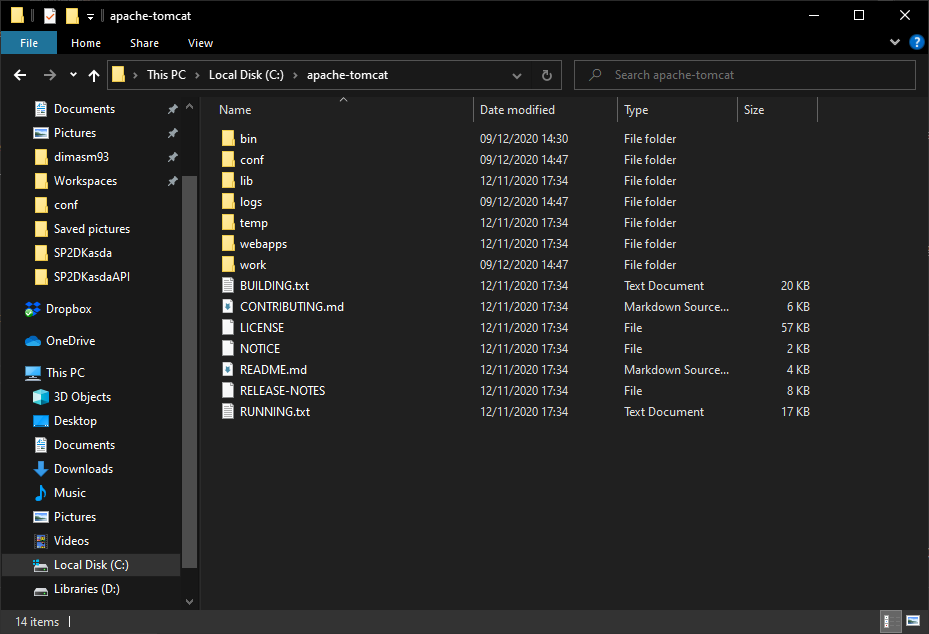 apache-tomcat
File Home Share View
This PC Local Disk (C:) apache-tomcat Search apache-tomcat
Documents
Pictures
dimasm93
Workspaces
conf
Saved pictures
SP2DKasda
SP2DKasdaAPI
Dropbox
OneDrive
This PC
3D Objects
Desktop
Documents
Downloads
Music
Pictures
Videos
Local Disk (C:)
Libraries (D:)
Name Date modified Type Size
bin 09/12/2020 14:30 File folder
conf 09/12/2020 14:47 File folder
lib 12/11/2020 17:34 File folder
logs 09/12/2020 14:47 File folder
temp 12/11/2020 17:34 File folder
webapps 12/11/2020 17:34 File folder
work 09/12/2020 14:47 File folder
BUILDING.txt 12/11/2020 17:34 Text Document 20 KB
CONTRIBUTING.md 12/11/2020 17:34 Markdown Source... 6 KB
LICENSE 12/11/2020 17:34 File 57 KB
NOTICE 12/11/2020 17:34 File 2 KB
README.md 12/11/2020 17:34 Markdown Source... 4 KB
RELEASE-NOTES 12/11/2020 17:34 File 8 KB
RUNNING.txt 12/11/2020 17:34 Text Document 17 KB
14 items